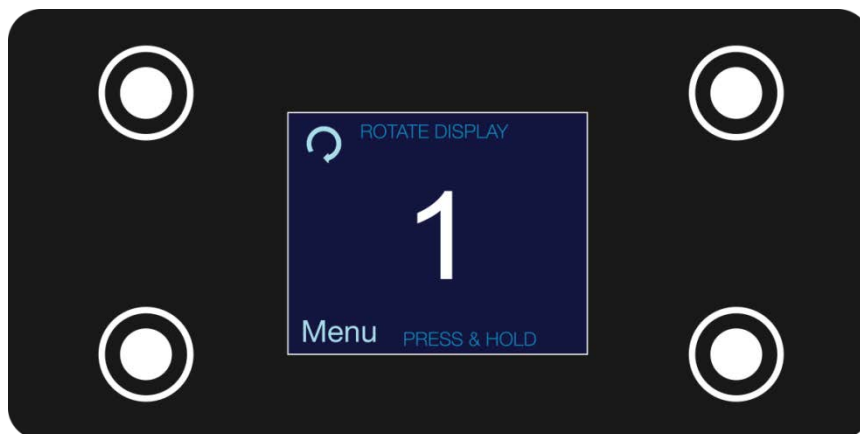 ROTATE DISPLAY
1
Menu PRESS & HOLD